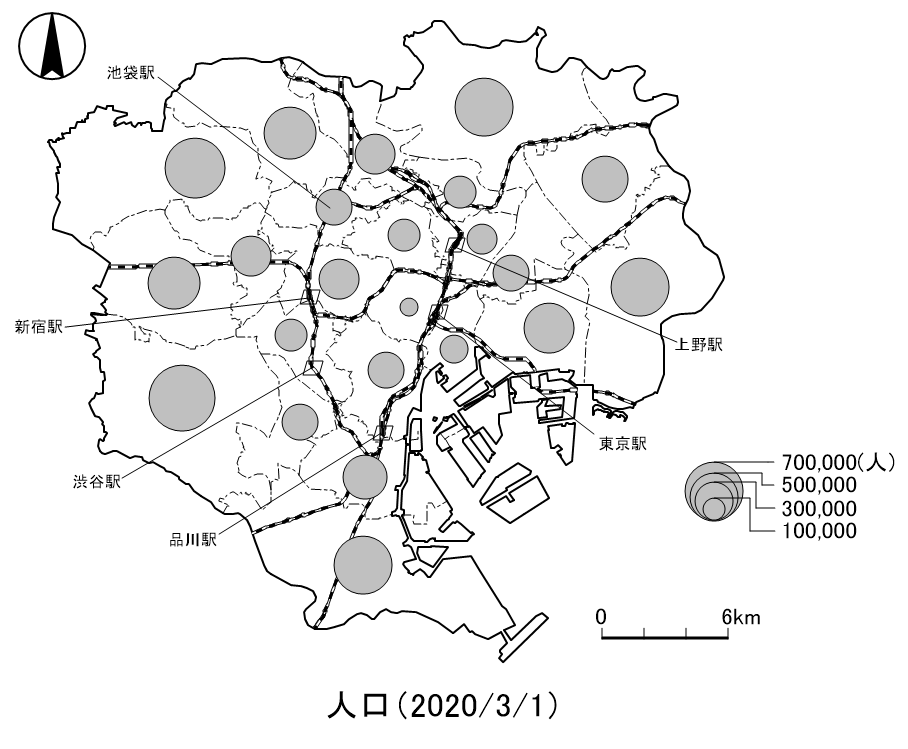 池袋駅
新宿駅
上野駅
東京駅
渋谷駅
品川駅
700,000(人)
500,000
300,000
100,000
0 6km
人口(2020/3/1)